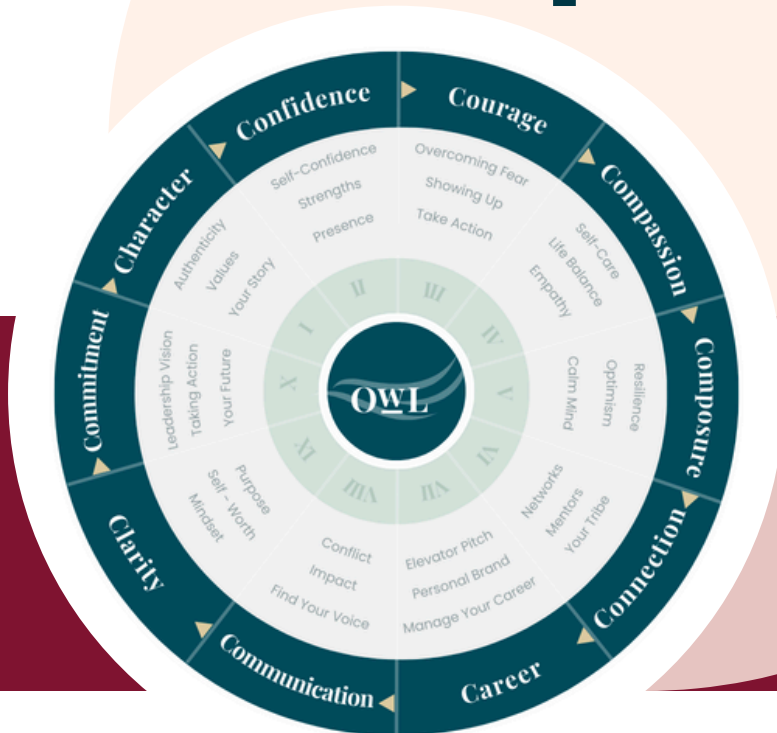 Character
Authenticity
Values
Your Story
I
Confidence
Self-Confidence
Strengths
Presence
II
Courage
Overcoming Fear
Showing Up
Take Action
III
Compassion
Self-Care
Life Balance
Empathy
IV
Composure
Resilience
Optimism
Calm Mind
V
Connection
Networks
Mentors
Your Tribe
VI
Career
Elevator Pitch
Personal Brand
Manage Your Career
VII
Communication
Conflict
Impact
Find Your Voice
VIII
Clarity
Purpose
Self - Worth
Mindset
IX
Commitment
Leadership Vision
Taking Action
Your Future
X
OWL